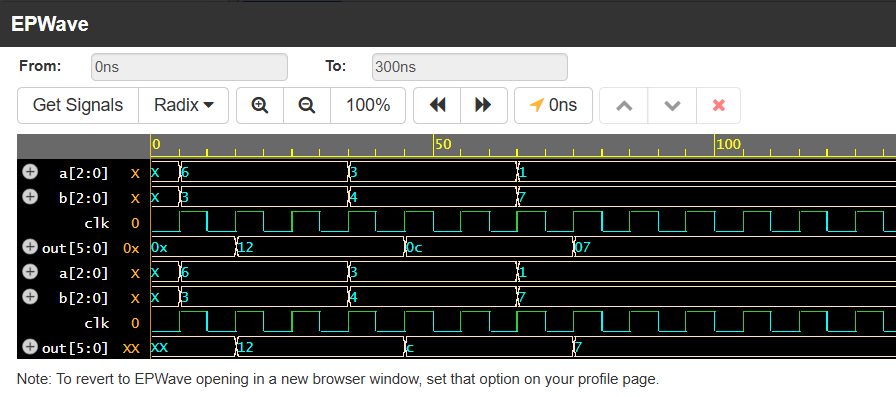 EPWave
From: 0ns To: 300ns
Get Signals Radix 100% 0ns
0 50 100
a[2:0] X X 6 3 1
b[2:0] X X 3 4 7
clk 0
out[5:0] 0x 0x 12 0c 07
a[2:0] X X 6 3 1
b[2:0] X X 3 4 7
clk 0
out[5:0] XX XX 12 c 7
Note: To revert to EPWave opening in a new browser window, set that option on your profile page.